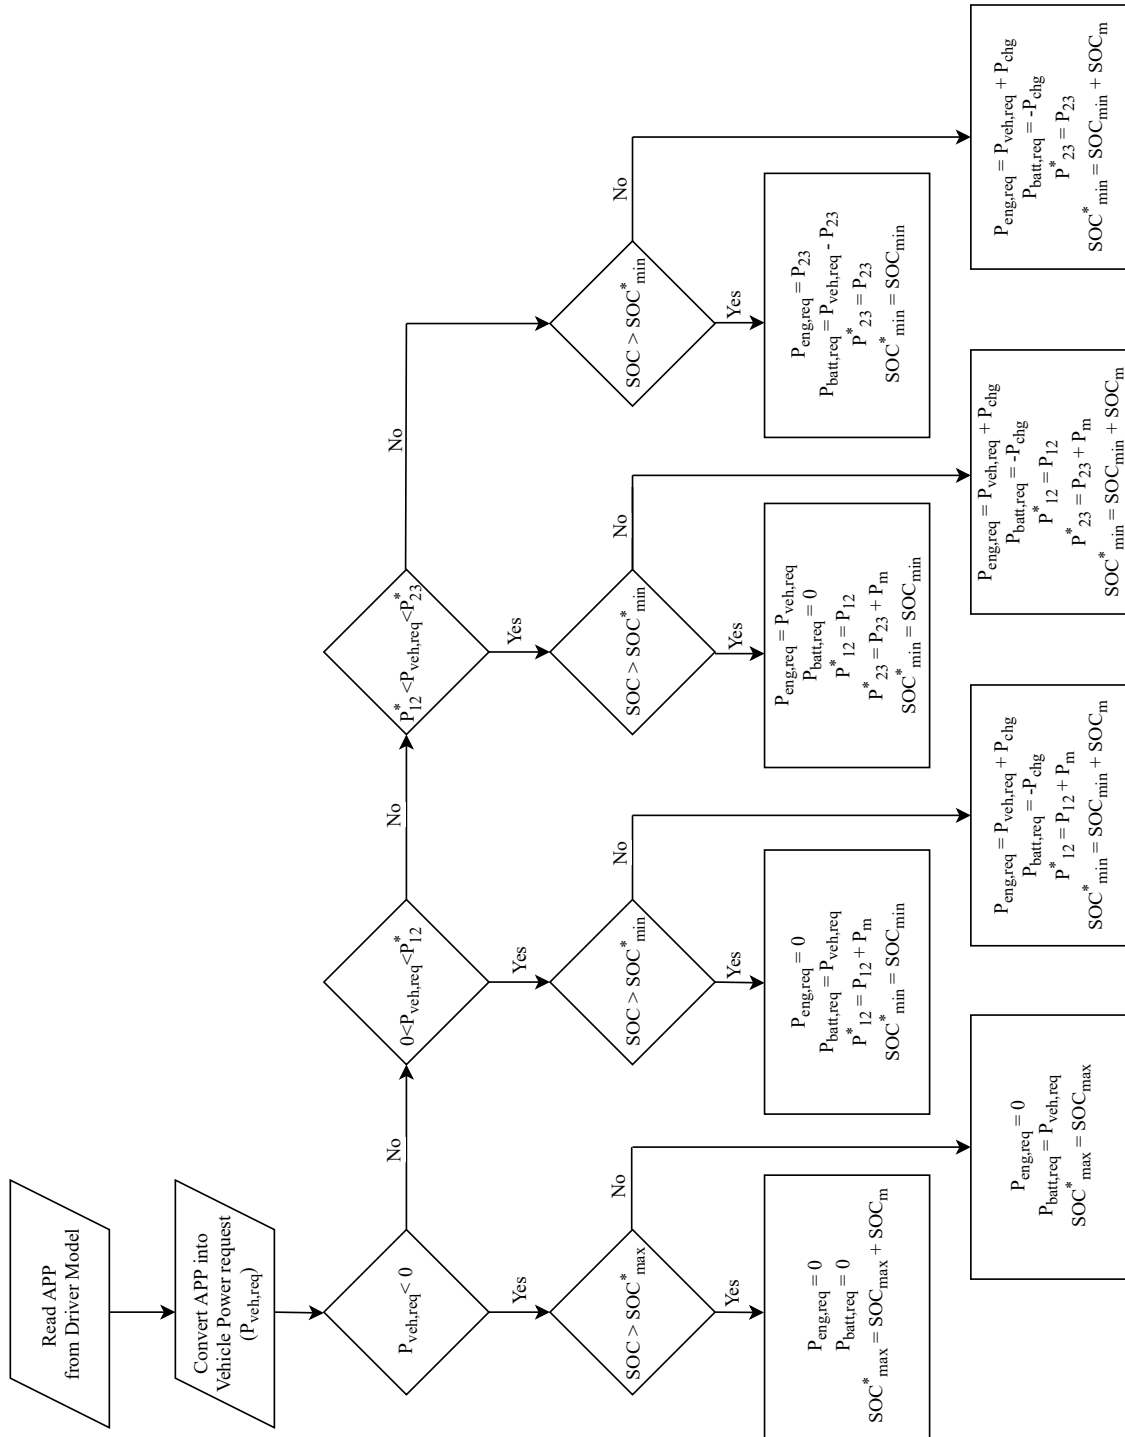 Read APP
from Driver Model
Convert APP into
Vehicle Power request
(P_veh,req)
P_veh,req < 0
No
Yes
SOC > SOC*_max
No
Yes
P_eng,req = 0
P_batt,req = 0
SOC*_max = SOC_max + SOC_m
P_eng,req = 0
P_batt,req = P_veh,req
SOC*_max = SOC_max
0<P_veh,req<P*_12
No
Yes
SOC > SOC*_min
No
Yes
P_eng,req = 0
P_batt,req = P_veh,req
P*_12 = P_12 + P_m
SOC*_min = SOC_min
P_eng,req = P_veh,req + P_chg
P_batt,req = -P_chg
P*_12 = P_12 + P_m
SOC*_min = SOC_min + SOC_m
P*_12 <P_veh,req<P*_23
No
Yes
SOC > SOC*_min
No
Yes
P_eng,req = P_veh,req
P_batt,req = 0
P*_12 = P_12
P*_23 = P_23 + P_m
SOC*_min = SOC_min
P_eng,req = P_veh,req + P_chg
P_batt,req = -P_chg
P*_12 = P_12
P*_23 = P_23 + P_m
SOC*_min = SOC_min + SOC_m
SOC > SOC*_min
No
Yes
P_eng,req = P_23
P_batt,req = P_veh,req - P_23
P*_23 = P_23
SOC*_min = SOC_min
P_eng,req = P_veh,req + P_chg
P_batt,req = -P_chg
P*_23 = P_23
SOC*_min = SOC_min + SOC_m